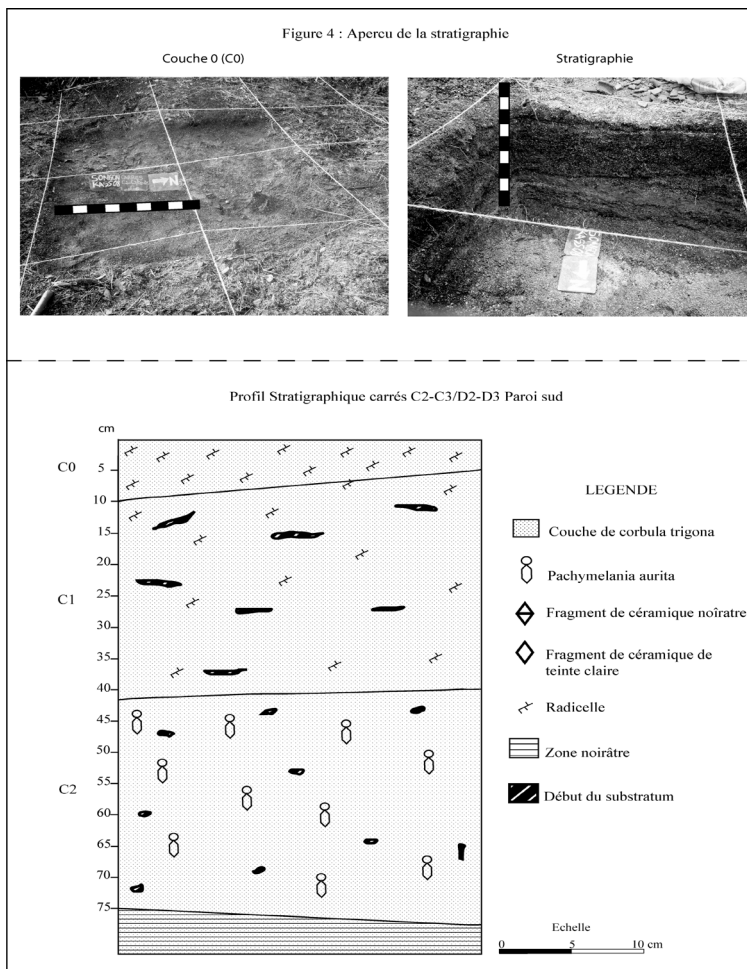 Figure 4 : Apercu de la stratigraphie
Couche 0 (C0)
Stratigraphie
N
Profil Stratigraphique carrés C2-C3/D2-D3 Paroi sud
cm
C0
5
10
15
20
C1
25
30
35
40
45
50
C2
55
60
65
70
75
LEGENDE
Couche de corbula trigona
Pachymelania aurita
Fragment de céramique noîratre
Fragment de céramique de
teinte claire
Radicelle
Zone noirâtre
Début du substratum
Echelle
0 5 10 cm